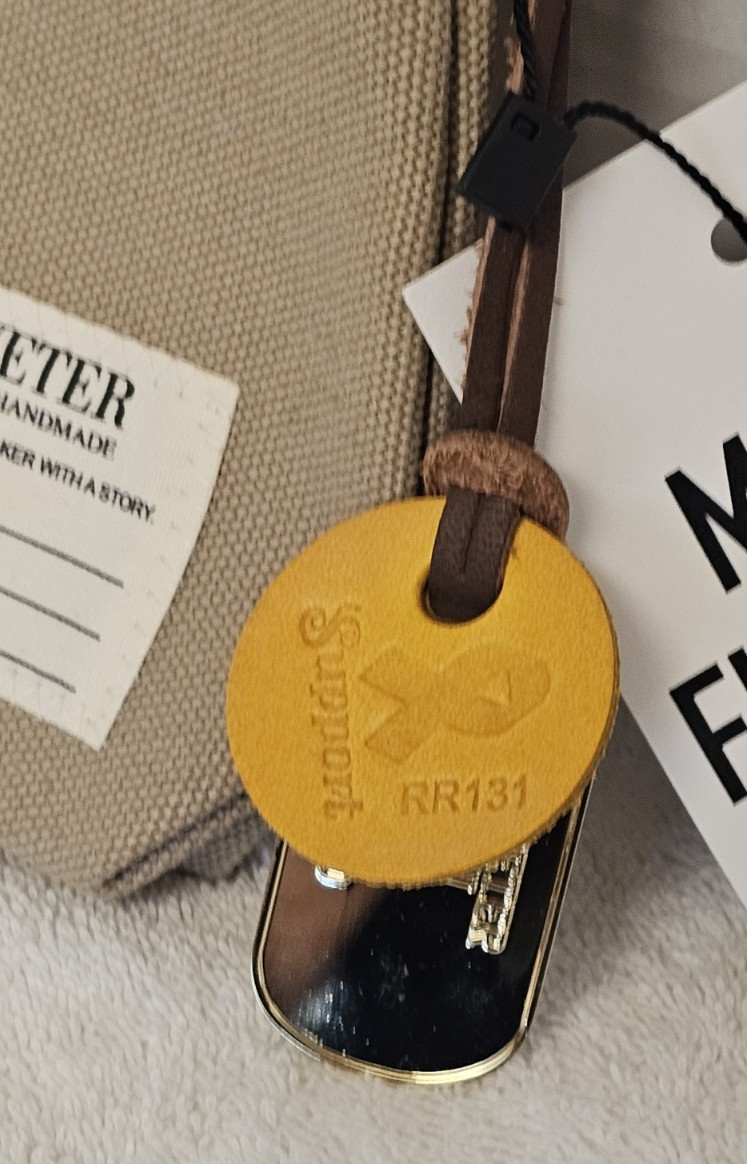 ETER
HANDMADE
KER WITH A STORY.
Support
RR131
M